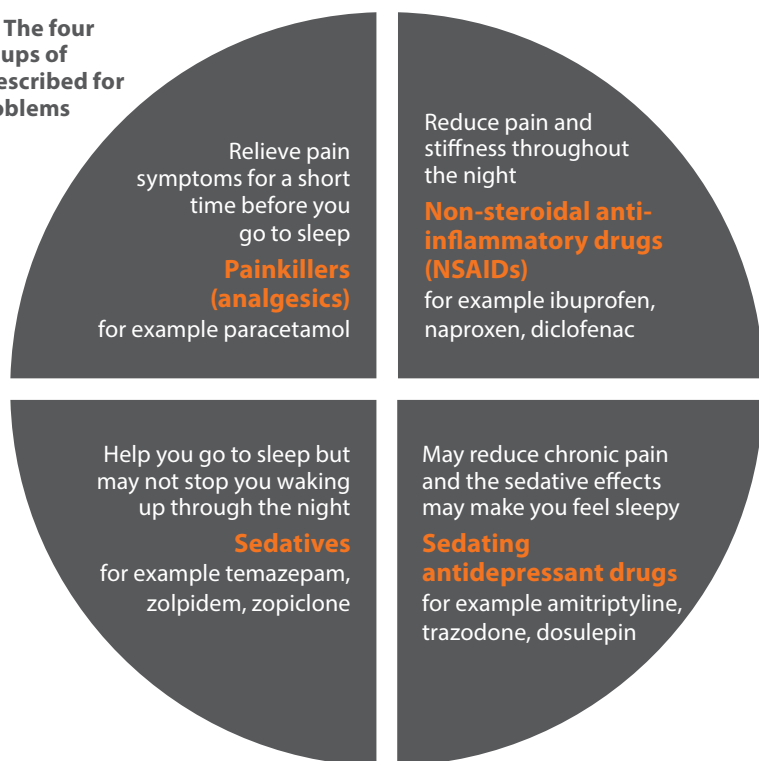 The four
ups of
escribed for
oblems
Relieve pain
symptoms for a short
time before you
go to sleep
Painkillers
(analgesics)
for example paracetamol
Reduce pain and
stiffness throughout
the night
Non-steroidal anti-
inflammatory drugs
(NSAIDs)
for example ibuprofen,
naproxen, diclofenac
Help you go to sleep but
may not stop you waking
up through the night
Sedatives
for example temazepam,
zolpidem, zopiclone
May reduce chronic pain
and the sedative effects
may make you feel sleepy
Sedating
antidepressant drugs
for example amitriptyline,
trazodone, dosulepin